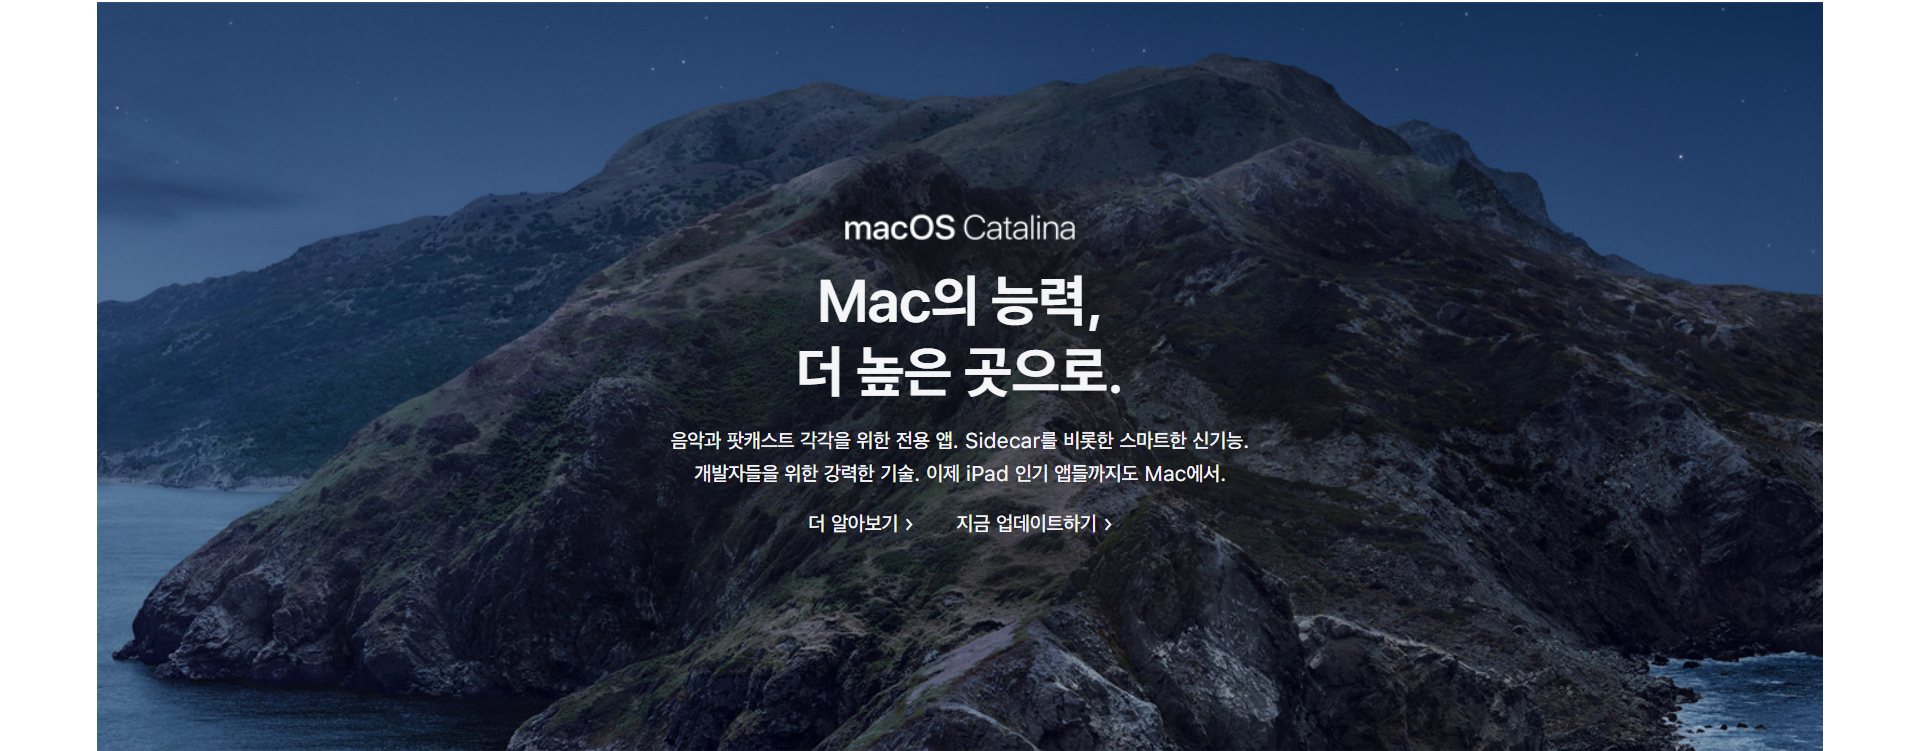 macOS Catalina
Mac의 능력,
더 높은 곳으로.
음악과 팟캐스트 각각을 위한 전용 앱. Sidecar를 비롯한 스마트한 신기능.
개발자들을 위한 강력한 기술. 이제 iPad 인기 앱들까지도 Mac에서.
더 알아보기 › 지금 업데이트하기 ›